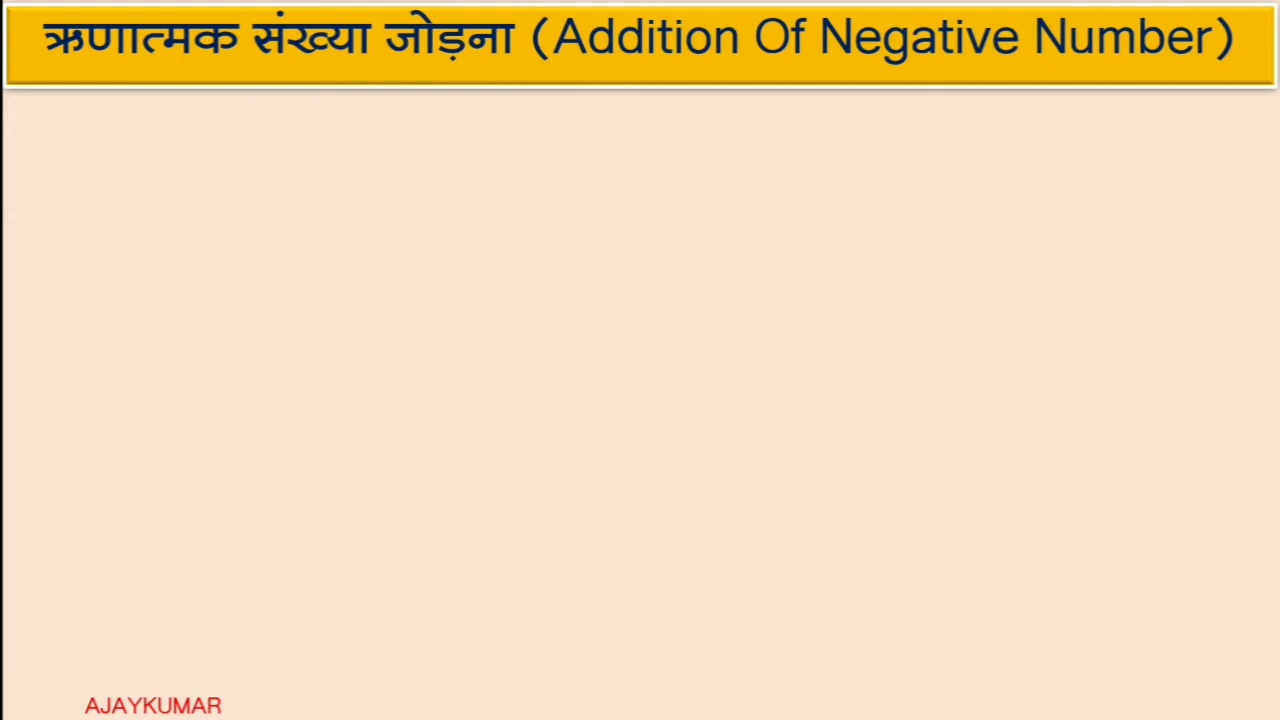 ऋणात्मक संख्या जोड़ना (Addition Of Negative Number)
AJAYKUMAR